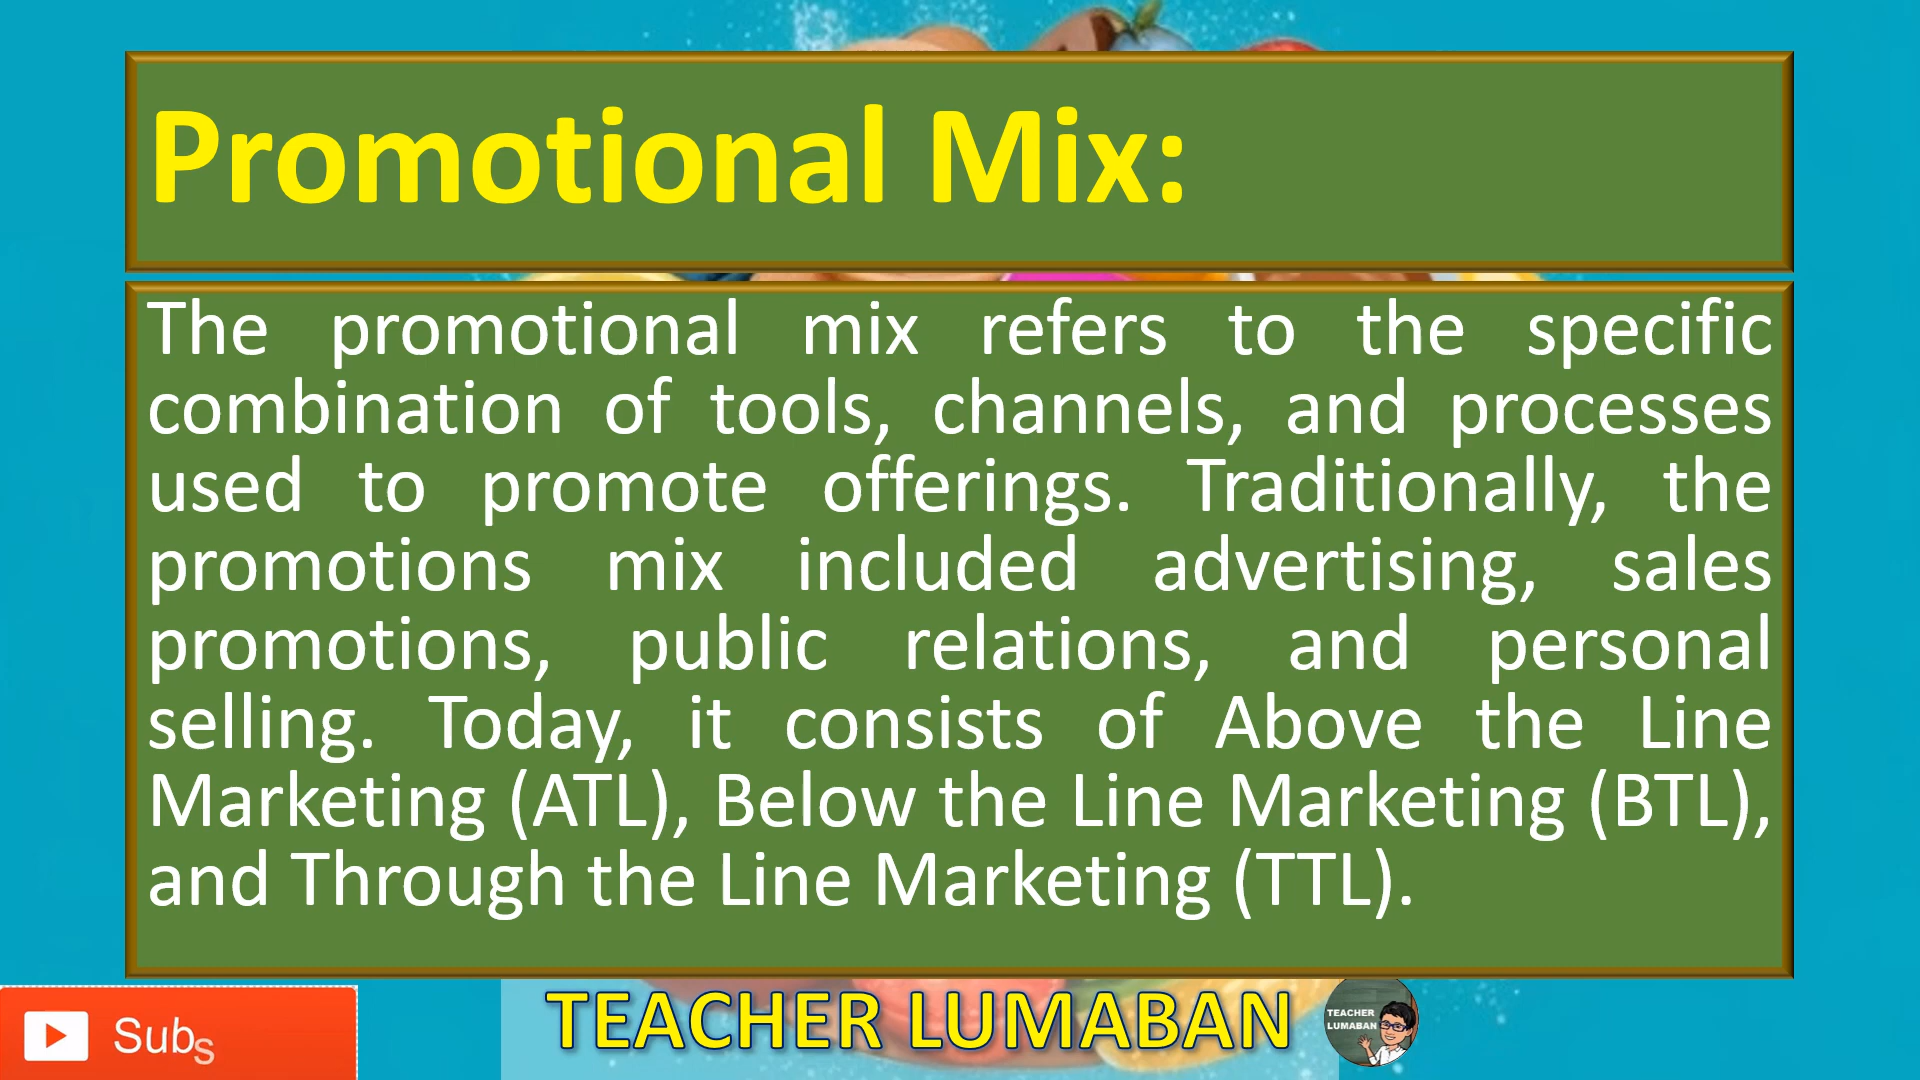 Promotional Mix:
The promotional mix refers to the specific
combination of tools, channels, and processes
used to promote offerings. Traditionally, the
promotions mix included advertising, sales
promotions, public relations, and personal
selling. Today, it consists of Above the Line
Marketing (ATL), Below the Line Marketing (BTL),
and Through the Line Marketing (TTL).
Subs
TEACHER LUMABAN
TEACHER
LUMABAN